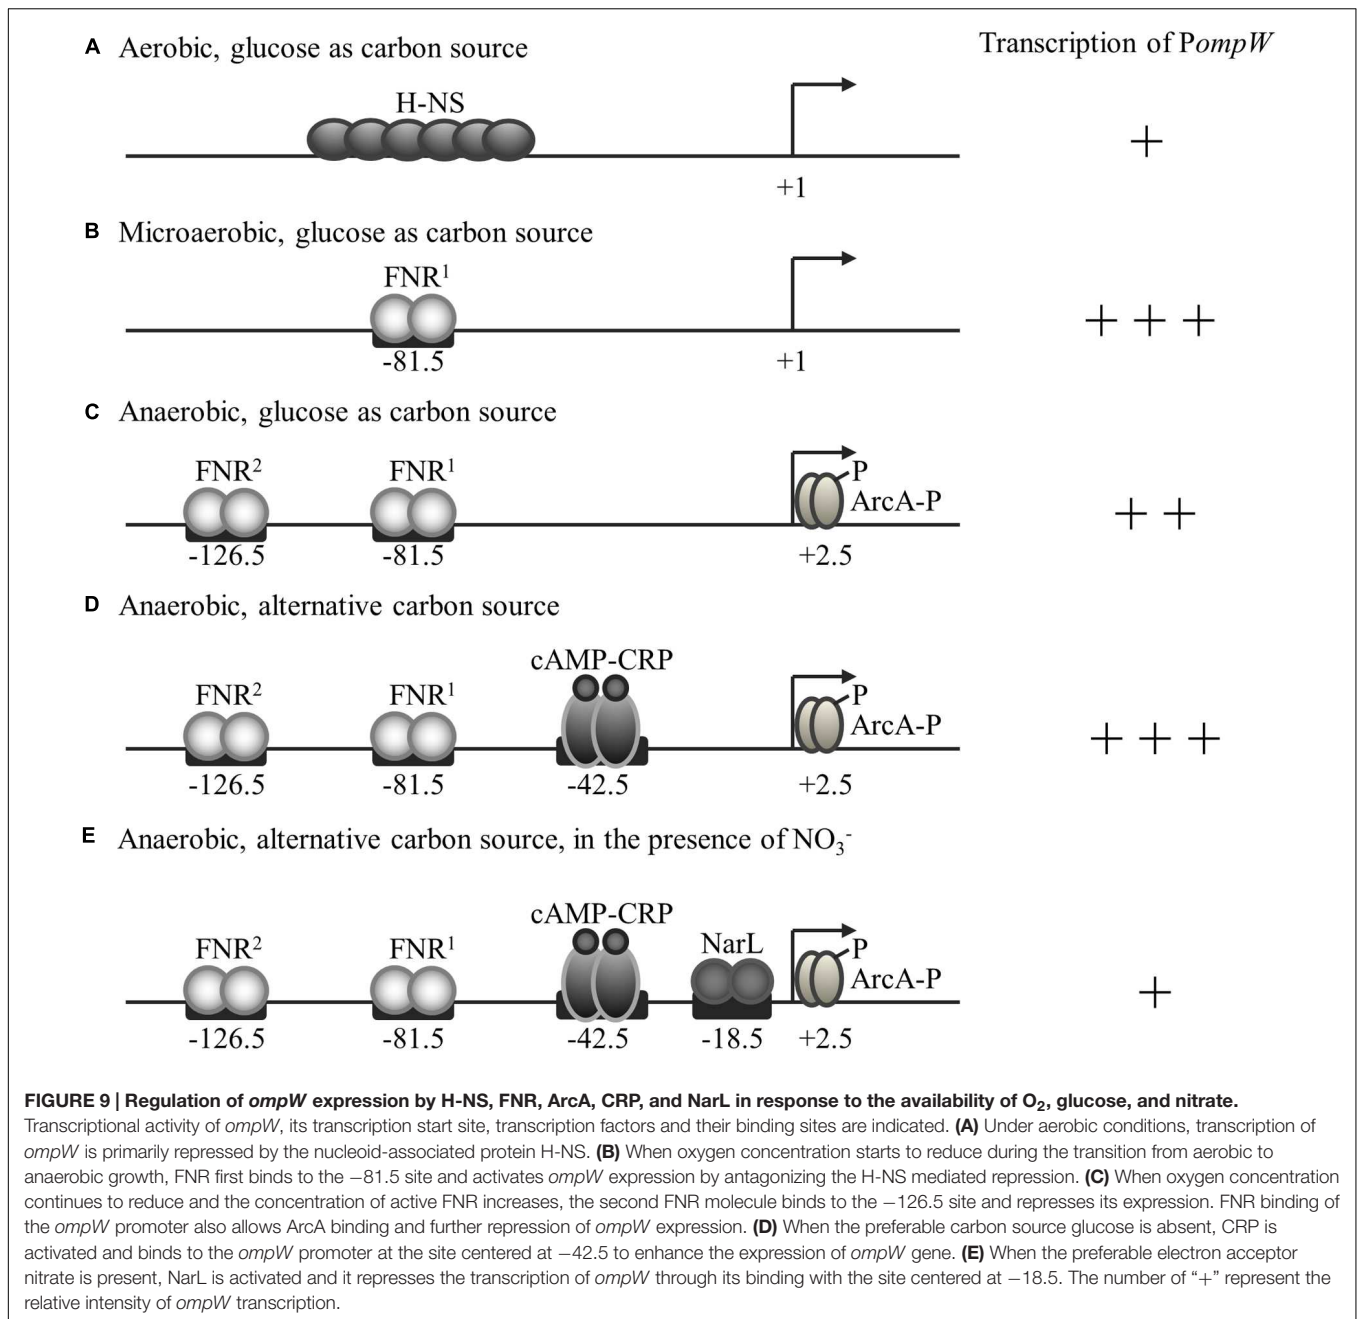 A Aerobic, glucose as carbon source
Transcription of PompW
H-NS
+
+1
B Microaerobic, glucose as carbon source
FNR¹
-81.5
+1
+ + +
C Anaerobic, glucose as carbon source
FNR² FNR¹ P
ArcA-P
-126.5 -81.5 +2.5
+ +
D Anaerobic, alternative carbon source
cAMP-CRP
FNR² FNR¹ P
ArcA-P
-126.5 -81.5 -42.5 +2.5
+ + +
E Anaerobic, alternative carbon source, in the presence of NO₃⁻
cAMP-CRP
FNR² FNR¹ NarL P
ArcA-P
-126.5 -81.5 -42.5 -18.5 +2.5
+
FIGURE 9 | Regulation of ompW expression by H-NS, FNR, ArcA, CRP, and NarL in response to the availability of O₂, glucose, and nitrate.
Transcriptional activity of ompW, its transcription start site, transcription factors and their binding sites are indicated. (A) Under aerobic conditions, transcription of
ompW is primarily repressed by the nucleoid-associated protein H-NS. (B) When oxygen concentration starts to reduce during the transition from aerobic to
anaerobic growth, FNR first binds to the −81.5 site and activates ompW expression by antagonizing the H-NS mediated repression. (C) When oxygen concentration
continues to reduce and the concentration of active FNR increases, the second FNR molecule binds to the −126.5 site and represses its expression. FNR binding of
the ompW promoter also allows ArcA binding and further repression of ompW expression. (D) When the preferable carbon source glucose is absent, CRP is
activated and binds to the ompW promoter at the site centered at −42.5 to enhance the expression of ompW gene. (E) When the preferable electron acceptor
nitrate is present, NarL is activated and it represses the transcription of ompW through its binding with the site centered at −18.5. The number of “+” represent the
relative intensity of ompW transcription.